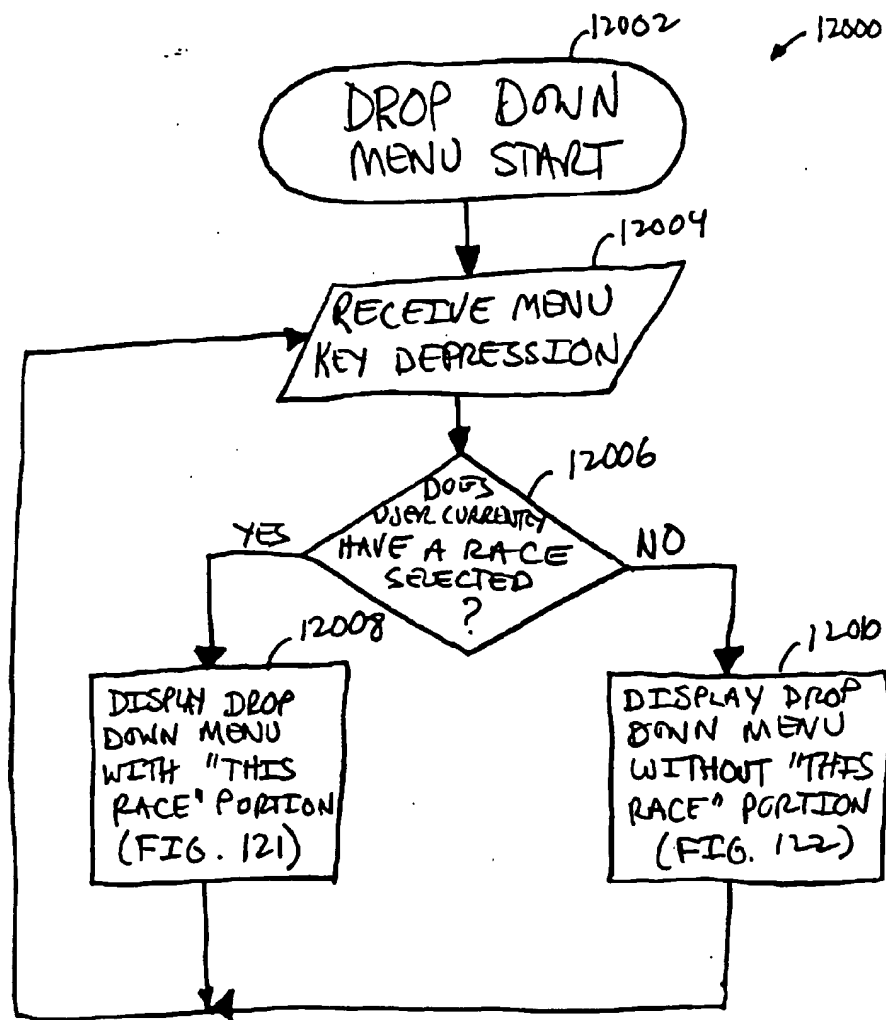 12002
12000
DROP DOWN
MENU START
12004
RECEIVE MENU
KEY DEPRESSION
12006
DOES
USER CURRENTLY
HAVE A RACE
SELECTED
?
YES
NO
12008
DISPLAY DROP
DOWN MENU
WITH "THIS
RACE" PORTION
(FIG. 121)
12010
DISPLAY DROP
DOWN MENU
WITHOUT "THIS
RACE" PORTION
(FIG. 122)